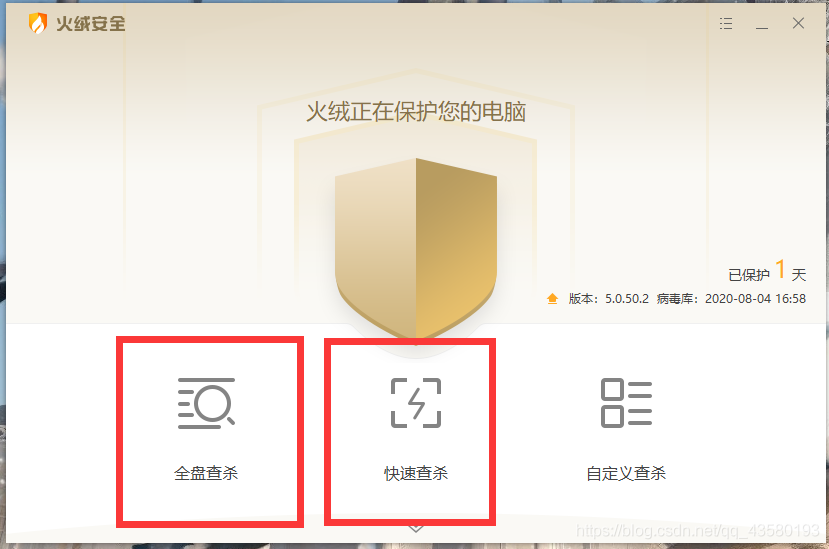 火绒安全
火绒正在保护您的电脑
已保护 1 天
版本：5.0.50.2 病毒库：2020-08-04 16:58
全盘查杀 快速查杀 自定义查杀
https://blog.csdn.net/qq_43580193